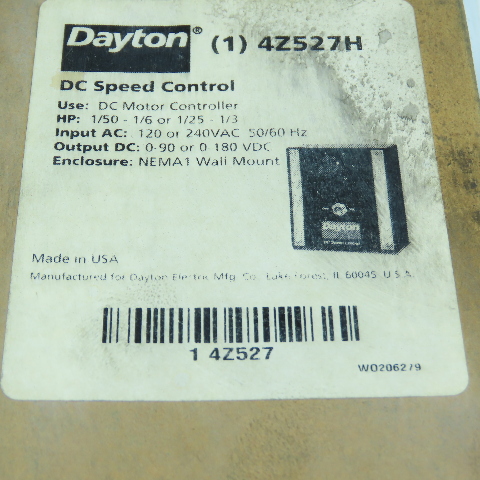 Dayton® (1) 4Z527H
DC Speed Control
Use: DC Motor Controller
HP: 1/50 - 1/6 or 1/25 - 1/3
Input AC: 120 or 240VAC 50/60 Hz
Output DC: 0-90 or 0-180 VDC
Enclosure: NEMA1 Wall Mount
Dayton
Made in USA
Manufactured for Dayton Electric Mfg. Co., Lake Forest, IL 60045 U.S.A.
1 4Z527
WO206279